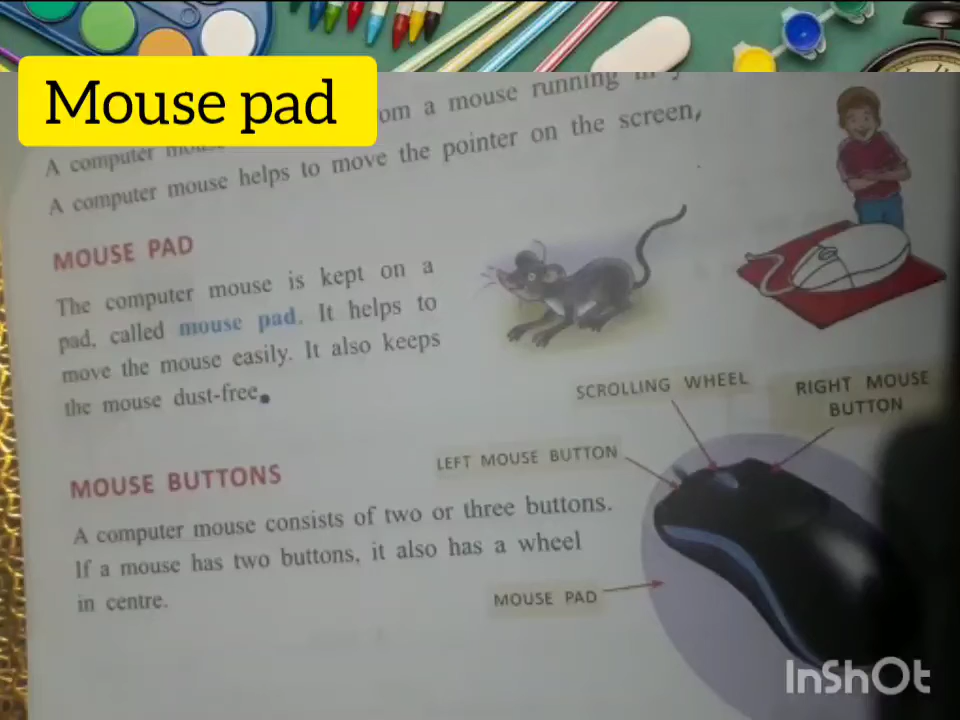 Mouse pad
om a mouse running
A computer
A computer mouse helps to move the pointer on the screen,
MOUSE PAD
The computer mouse is kept on a
pad, called mouse pad. It helps to
move the mouse easily. It also keeps
the mouse dust-free.
SCROLLING WHEEL
RIGHT MOUSE
BUTTON
LEFT MOUSE BUTTON
MOUSE BUTTONS
A computer mouse consists of two or three buttons.
If a mouse has two buttons, it also has a wheel
in centre.
MOUSE PAD
InShOt